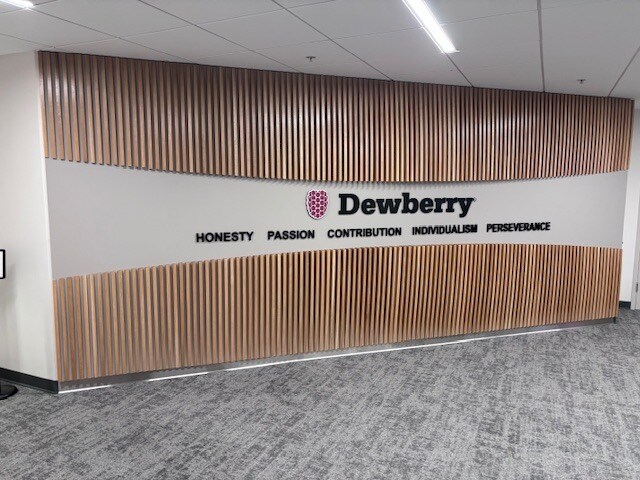 Dewberry
HONESTY PASSION CONTRIBUTION INDIVIDUALISM PERSEVERANCE